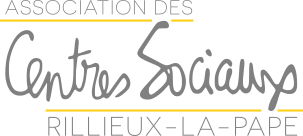 ASSOCIATION DES
Centres Sociaux
RILLIEUX-LA-PAPE